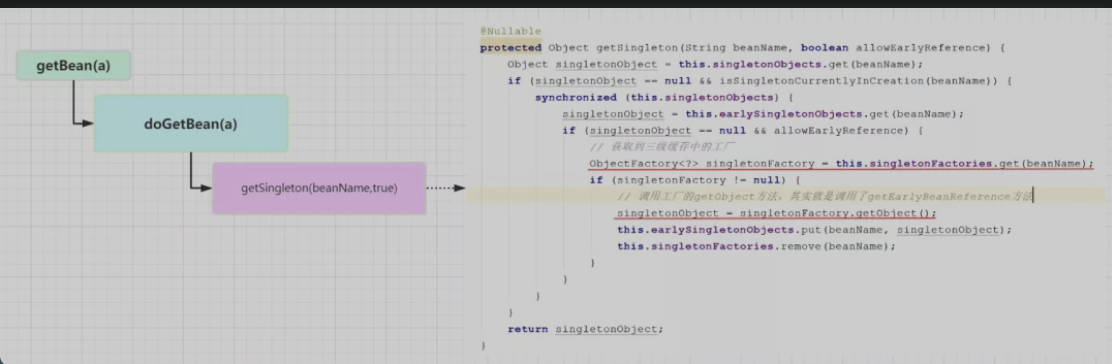 getBean(a)
doGetBean(a)
getSingleton(beanName,true)
@Nullable
protected Object getSingleton(String beanName, boolean allowEarlyReference) {
Object singletonObject = this.singletonObjects.get(beanName);
if (singletonObject == null && isSingletonCurrentlyInCreation(beanName)) {
synchronized (this.singletonObjects) {
singletonObject = this.earlySingletonObjects.get(beanName);
if (singletonObject == null && allowEarlyReference) {
// 获取到三级缓存中的工厂
ObjectFactory<?> singletonFactory = this.singletonFactories.get(beanName);
if (singletonFactory != null) {
// 调用工厂的getObject方法，其实就是调用了getEarlyBeanReference方法
singletonObject = singletonFactory.getObject();
this.earlySingletonObjects.put(beanName, singletonObject);
this.singletonFactories.remove(beanName);
}
}
}
}
return singletonObject;
}